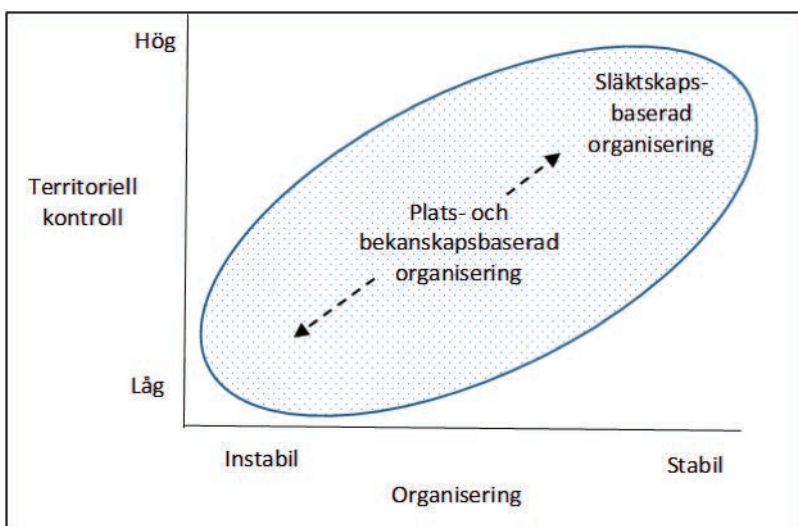 Hög
Släktskaps-
baserad
organisering
Territoriell
kontroll
Plats- och
bekanskapsbaserad
organisering
Låg
Instabil
Stabil
Organisering